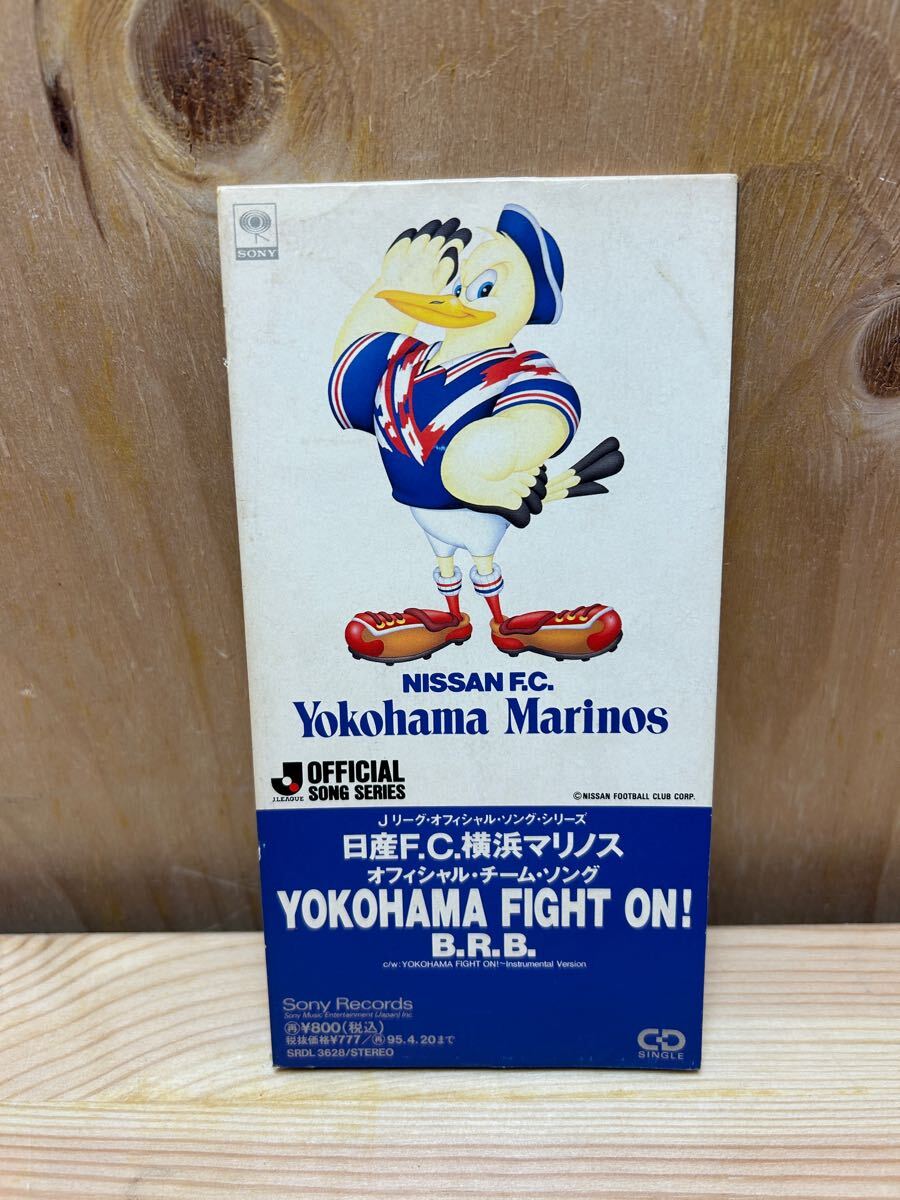 SONY
NISSAN F.C.
Yokohama Marinos
J.LEAGUE
OFFICIAL
SONG SERIES
©NISSAN FOOTBALL CLUB CORP.
Jリーグ・オフィシャル・ソング・シリーズ
日産F.C.横浜マリノス
オフィシャル・チーム・ソング
YOKOHAMA FIGHT ON!
B.R.B.
c/w:YOKOHAMA FIGHT ON!~Instrumental Version
Sony Records
Sony Music Entertainment (Japan) Inc.
再¥800(税込)
税抜価格¥777/再95.4.20まで
SRDL 3628/STEREO
CD
SINGLE